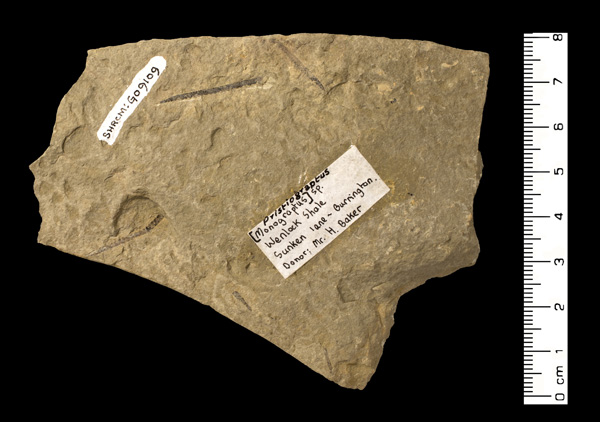 SHRCM: G09109
pristiograptus
[Monograptus] sp.
Wenlock Shale
Sunken lane ~ Burrington.
Donor; Mr. H. Baker
8
7
6
5
4
3
2
1
0 cm